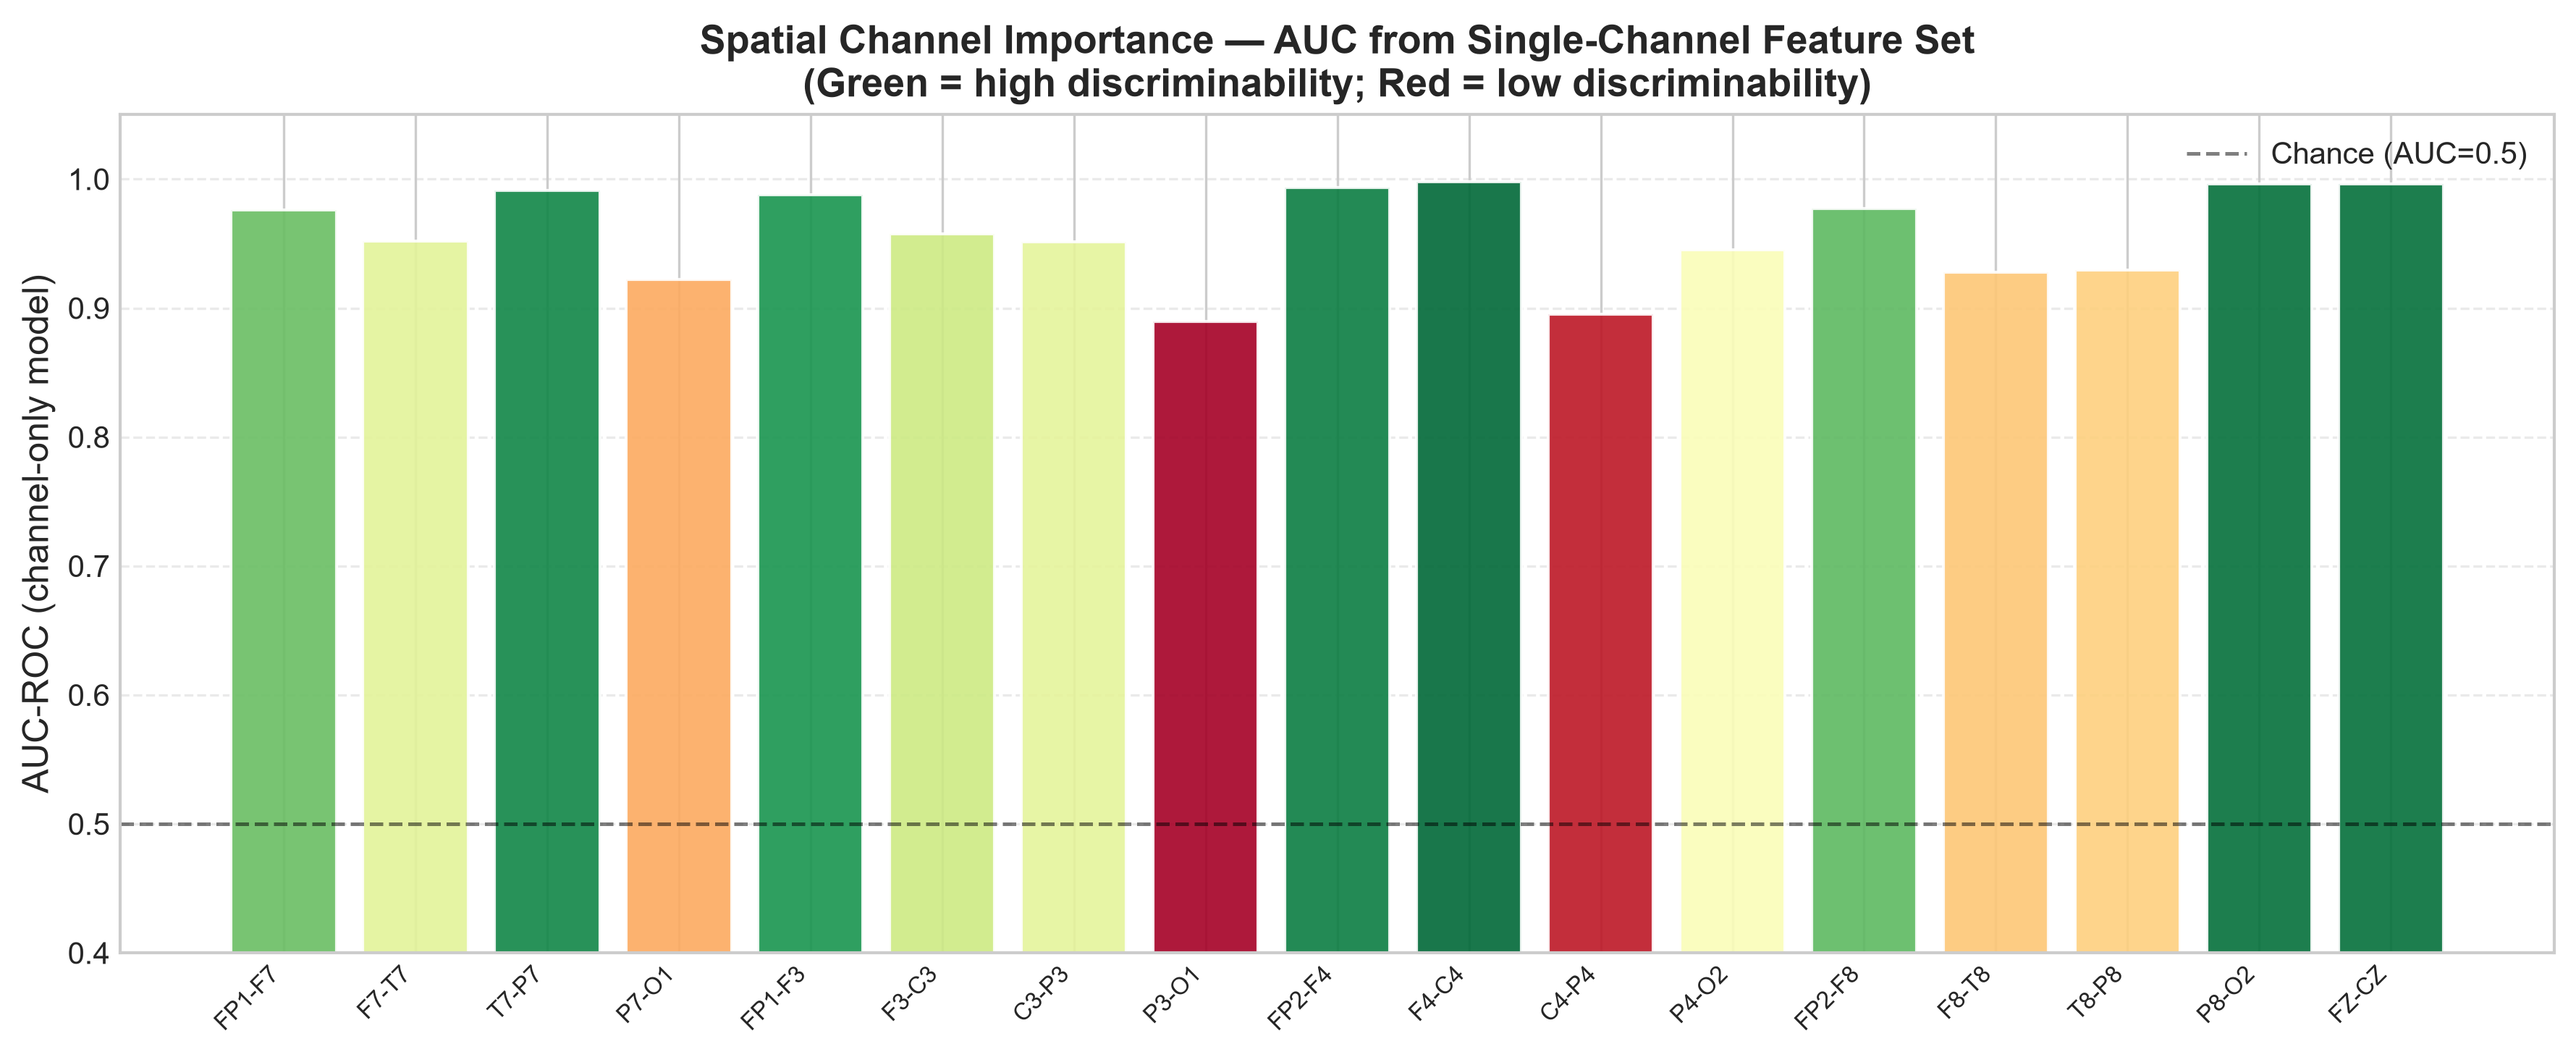 Spatial Channel Importance — AUC from Single-Channel Feature Set
(Green = high discriminability; Red = low discriminability)
Chance (AUC=0.5)
AUC-ROC (channel-only model)
1.0
0.9
0.8
0.7
0.6
0.5
0.4
FP1-F7
F7-T7
T7-P7
P7-O1
FP1-F3
F3-C3
C3-P3
P3-O1
FP2-F4
F4-C4
C4-P4
P4-O2
FP2-F8
F8-T8
T8-P8
P8-O2
FZ-CZ